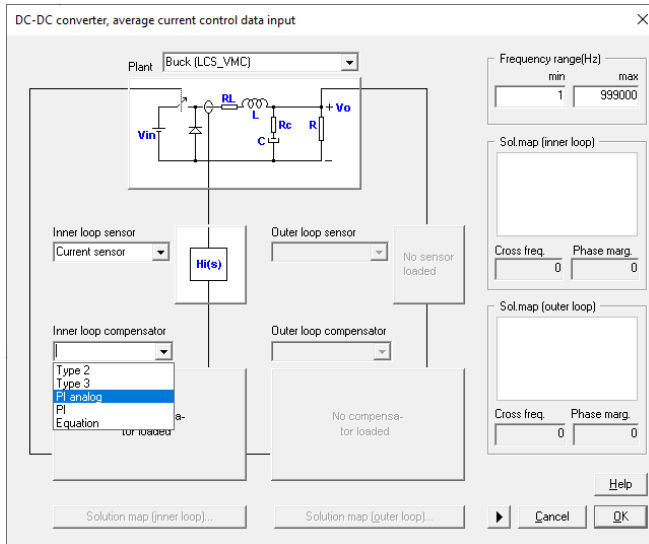 DC-DC converter, average current control data input
Plant
Buck (LCS_VMC)
RL
L
+ Vo
Vin
Rc
R
C
−
Inner loop sensor
Current sensor
Hi(s)
Outer loop sensor
No sensor
loaded
Inner loop compensator
Type 2
Type 3
PI analog
PI
Equation
a-
tor loaded
Outer loop compensator
No compensa-
tor loaded
Solution map (inner loop)...
Solution map (outer loop)...
Frequency range(Hz)
min
max
1
999000
Sol.map (inner loop)
Cross freq.
Phase marg.
0
0
Sol.map (outer loop)
Cross freq.
Phase marg.
0
0
Help
Cancel
OK